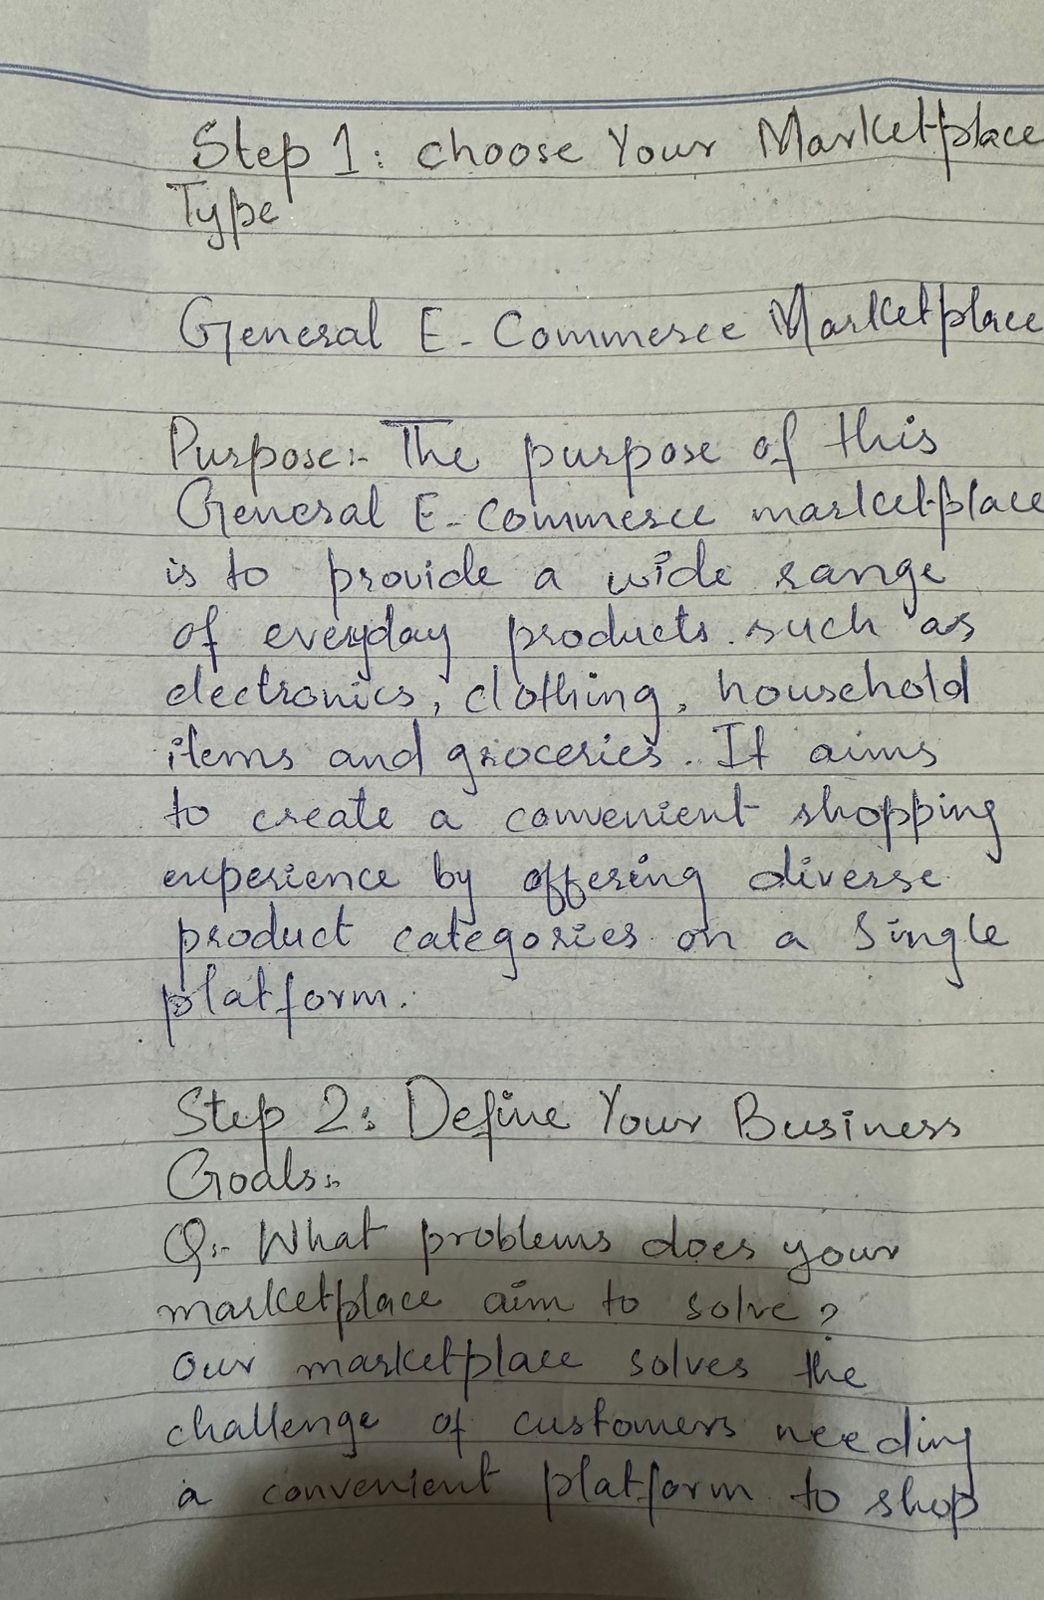 Step 1: choose Your Marketplace
Type
General E-Commerce Marketplace
Purpose:- The purpose of this
General E-Commerce marketplace
is to provide a wide range
of everyday products such as
electronics, clothing, household
items and groceries. It aims
to create a convenient shopping
experience by offering diverse
product categories on a single
platform.
Step 2: Define Your Business
Goals:-
Q:- What problems does your
marketplace aim to solve?
Our marketplace solves the
challenge of customers needing
a convenient platform to shop